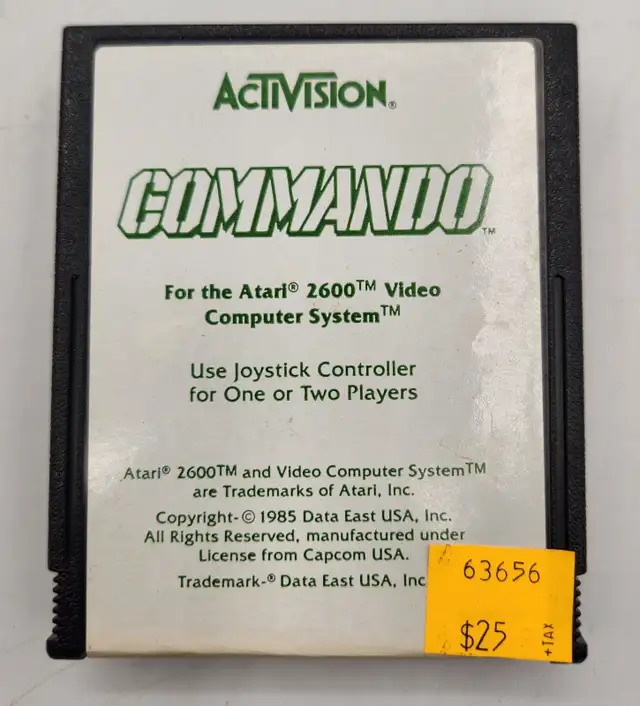 ACTIVISION®
COMMANDO™
For the Atari® 2600™ Video
Computer System™
Use Joystick Controller
for One or Two Players
Atari® 2600™ and Video Computer System™
are Trademarks of Atari, Inc.
Copyright-© 1985 Data East USA, Inc.
All Rights Reserved, manufactured under
License from Capcom USA.
Trademark-® Data East USA, Inc
63656
$25
+TAX